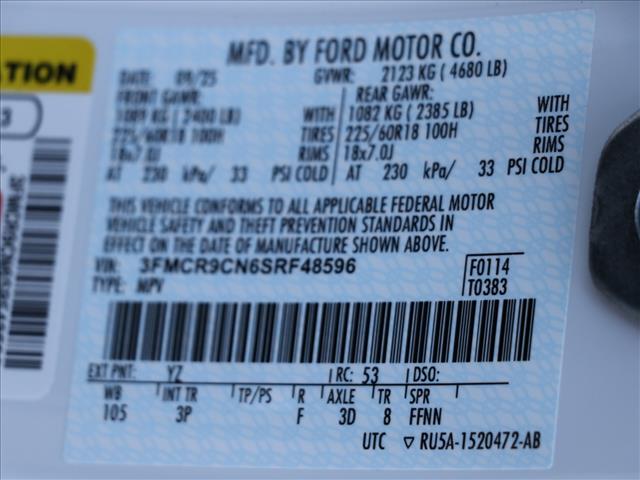 ATION
3
MFD. BY FORD MOTOR CO.
DATE: 09/25 GVWR: 2123 KG ( 4680 LB)
FRONT GAWR: REAR GAWR:
1089 KG ( 2400 LB) WITH 1082 KG ( 2385 LB) WITH
225/60R18 100H TIRES 225/60R18 100H TIRES
18x7.0J RIMS 18x7.0J RIMS
AT 230 kPa/ 33 PSI COLD AT 230 kPa/ 33 PSI COLD
THIS VEHICLE CONFORMS TO ALL APPLICABLE FEDERAL MOTOR
VEHICLE SAFETY AND THEFT PREVENTION STANDARDS IN
EFFECT ON THE DATE OF MANUFACTURE SHOWN ABOVE.
VIN: 3FMCR9CN6SRF48596 F0114
TYPE: MPV T0383
EXT PNT: YZ RC: 53 DSO:
WB INT TR TP/PS R AXLE TR SPR
105 3P F 3D 8 FFNN
UTC ▽ RU5A-1520472-AB